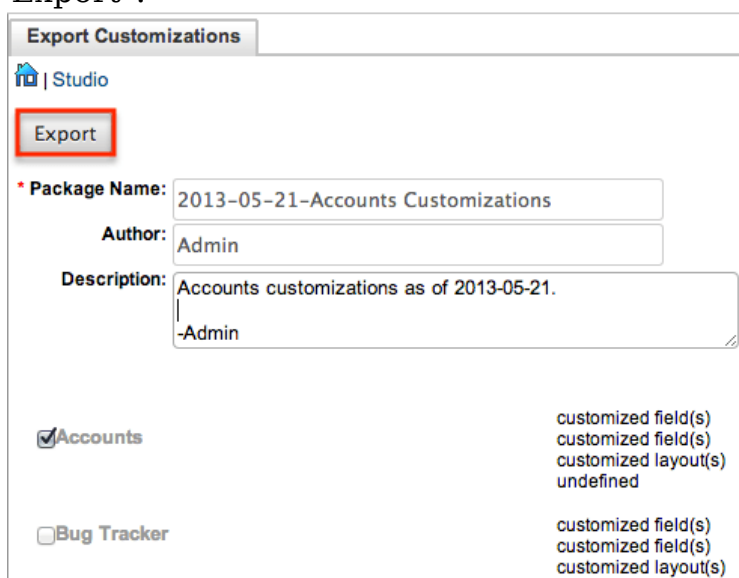 Export .
Export Customizations
| Studio
Export
* Package Name: 2013-05-21-Accounts Customizations
Author: Admin
Description: Accounts customizations as of 2013-05-21.
-Admin
Accounts
customized field(s)
customized field(s)
customized layout(s)
undefined
Bug Tracker
customized field(s)
customized field(s)
customized layout(s)